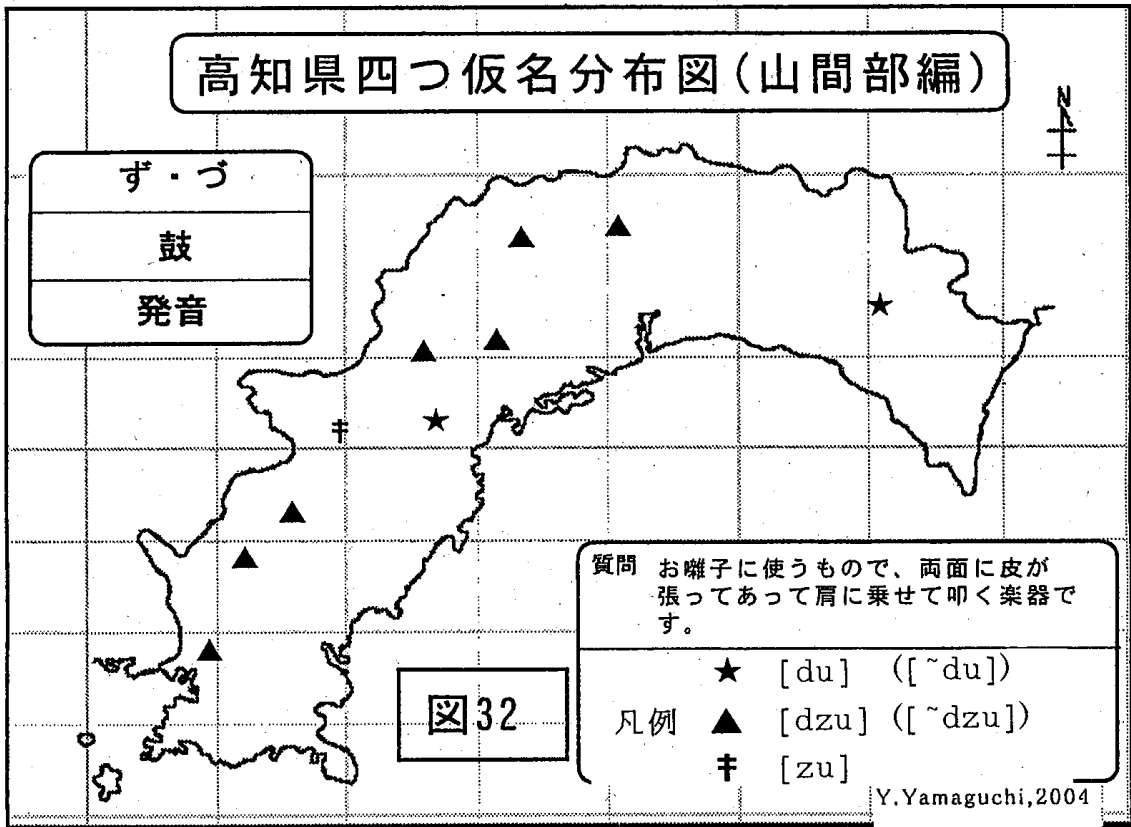 高知県四つ仮名分布図(山間部編)
N
ず・づ
鼓
発音
質問 お囃子に使うもので、両面に皮が
張ってあって肩に乗せて叩く楽器で
す。
凡例
★ [du] ([~du])
▲ [dzu] ([~dzu])
‡ [zu]
図32
Y.Yamaguchi,2004